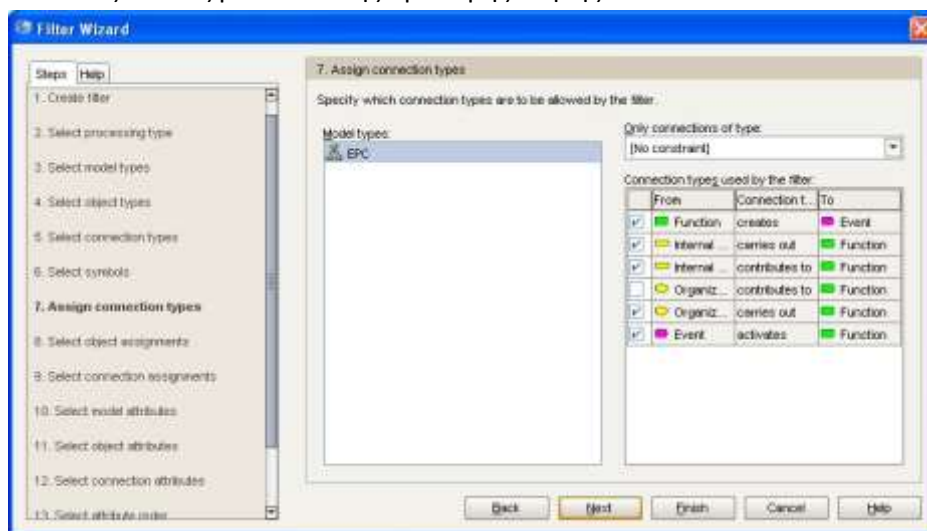 Filter Wizard
Steps Help
1. Create filter
2. Select processing type
3. Select model types
4. Select object types
5. Select connection types
6. Select symbols
7. Assign connection types
8. Select object assignments
9. Select connection assignments
10. Select model attributes
11. Select object attributes
12. Select connection attributes
13. Select attribute order
7. Assign connection types
Specify which connection types are to be allowed by the filter.
Model types:
EPC
Only connections of type:
[No constraint]
Connection types used by the filter:
From Connection t... To
Function creates Event
Internal ... carries out Function
Internal ... contributes to Function
Organiz... contributes to Function
Organiz... carries out Function
Event activates Function
Back Next Finish Cancel Help